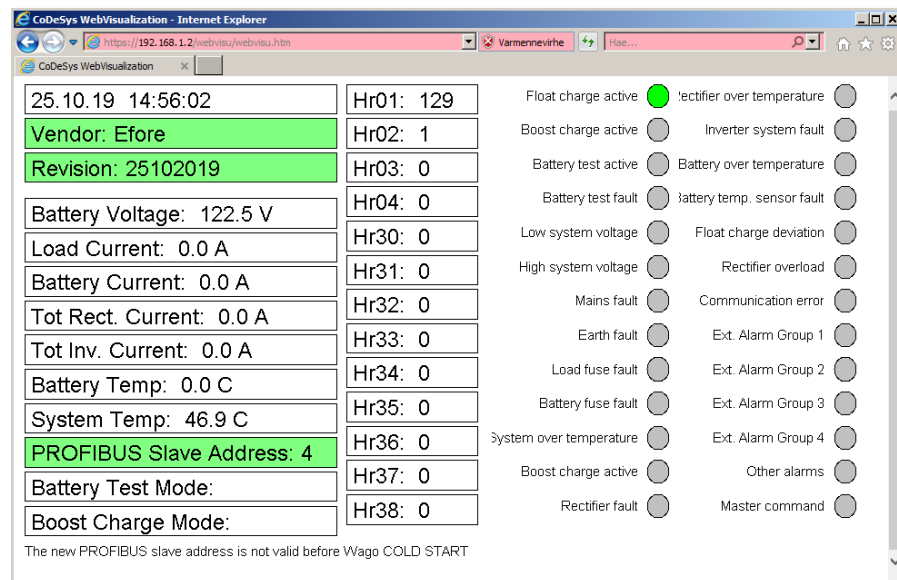 CoDeSys WebVisualization - Internet Explorer
https://192.168.1.2/webvisu/webvisu.htm
Varmennevirhe
Hae...
CoDeSys WebVisualization
25.10.19 14:56:02
Vendor: Efore
Revision: 25102019
Battery Voltage: 122.5 V
Load Current: 0.0 A
Battery Current: 0.0 A
Tot Rect. Current: 0.0 A
Tot Inv. Current: 0.0 A
Battery Temp: 0.0 C
System Temp: 46.9 C
PROFIBUS Slave Address: 4
Battery Test Mode:
Boost Charge Mode:
The new PROFIBUS slave address is not valid before Wago COLD START
Hr01: 129
Hr02: 1
Hr03: 0
Hr04: 0
Hr30: 0
Hr31: 0
Hr32: 0
Hr33: 0
Hr34: 0
Hr35: 0
Hr36: 0
Hr37: 0
Hr38: 0
Float charge active
Boost charge active
Battery test active
Battery test fault
Low system voltage
High system voltage
Mains fault
Earth fault
Load fuse fault
Battery fuse fault
System over temperature
Boost charge active
Rectifier fault
Rectifier over temperature
Inverter system fault
Battery over temperature
Battery temp. sensor fault
Float charge deviation
Rectifier overload
Communication error
Ext. Alarm Group 1
Ext. Alarm Group 2
Ext. Alarm Group 3
Ext. Alarm Group 4
Other alarms
Master command